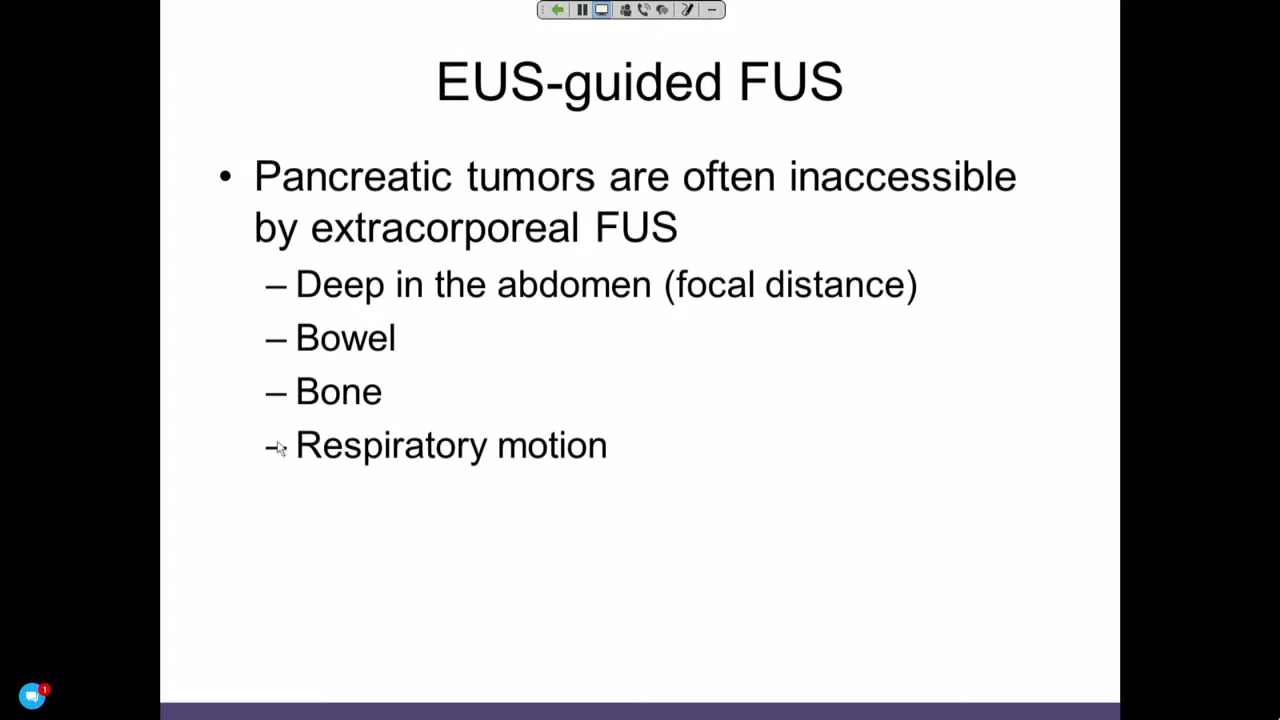 EUS-guided FUS
• Pancreatic tumors are often inaccessible
by extracorporeal FUS
– Deep in the abdomen (focal distance)
– Bowel
– Bone
– Respiratory motion
1